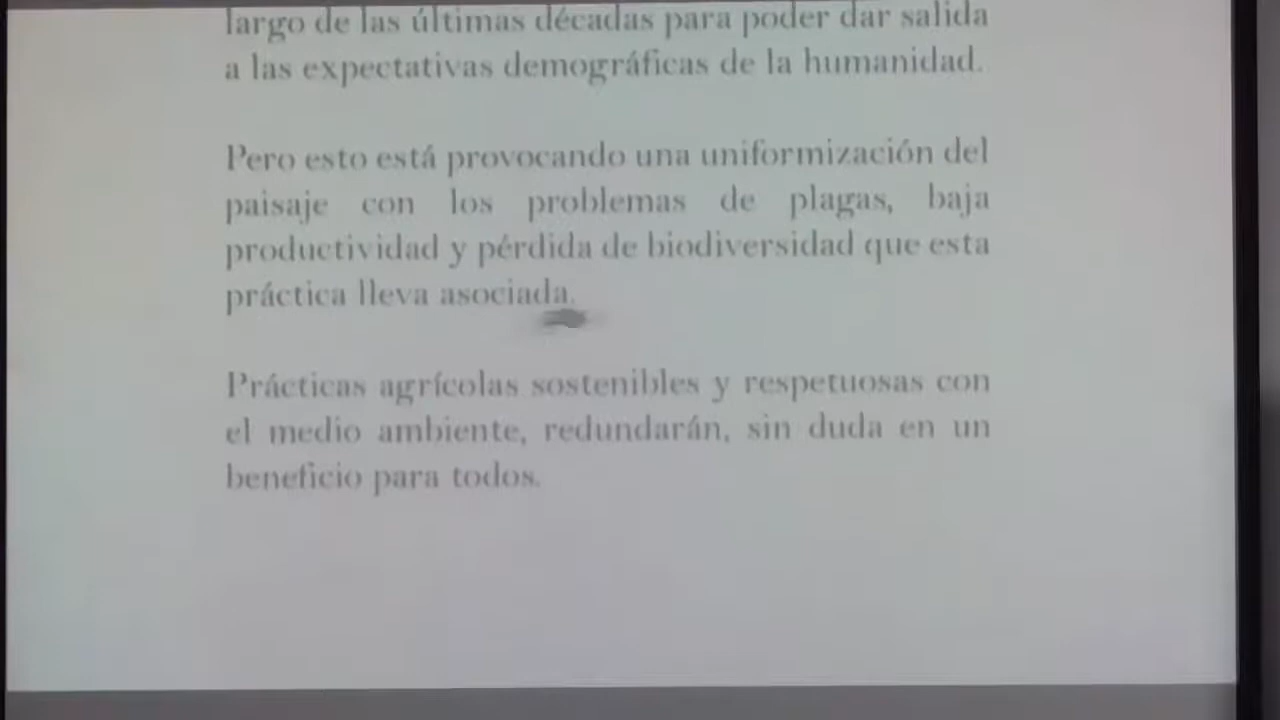 largo de las últimas décadas para poder dar salida
a las expectativas demográficas de la humanidad.
Pero esto está provocando una uniformización del
paisaje con los problemas de plagas, baja
productividad y pérdida de biodiversidad que esta
práctica lleva asociada.
Prácticas agrícolas sostenibles y respetuosas con
el medio ambiente, redundarán, sin duda en un
beneficio para todos.